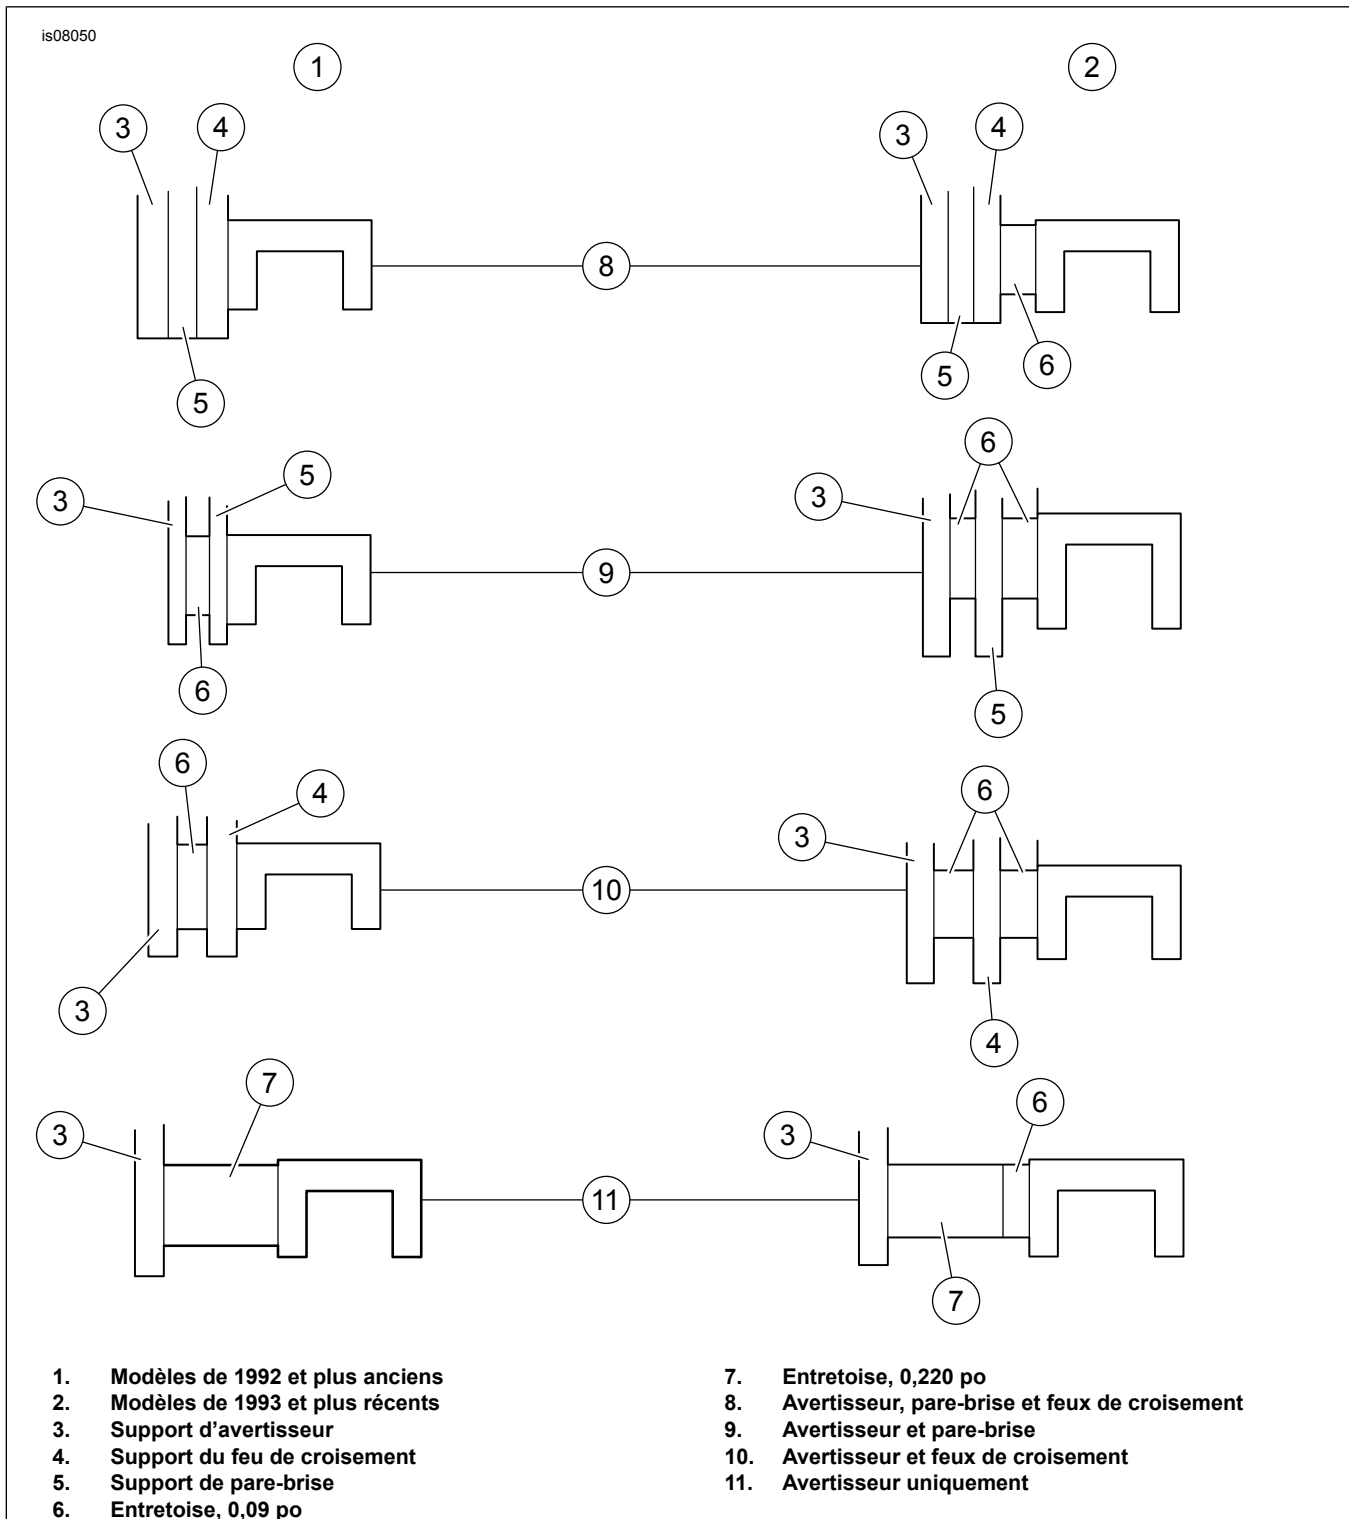 is08050
1
2
3
4
3
4
8
5
5
6
6
3
5
3
9
6
5
6
4
6
3
10
3
4
7
6
3
3
11
7
1. Modèles de 1992 et plus anciens
2. Modèles de 1993 et plus récents
3. Support d’avertisseur
4. Support du feu de croisement
5. Support de pare-brise
6. Entretoise, 0,09 po
7. Entretoise, 0,220 po
8. Avertisseur, pare-brise et feux de croisement
9. Avertisseur et pare-brise
10. Avertisseur et feux de croisement
11. Avertisseur uniquement